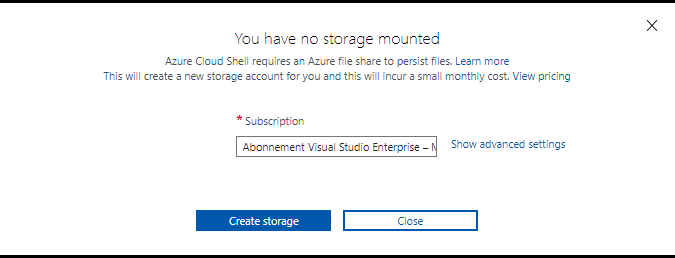 You have no storage mounted
Azure Cloud Shell requires an Azure file share to persist files. Learn more
This will create a new storage account for you and this will incur a small monthly cost. View pricing
* Subscription
Abonnement Visual Studio Enterprise –
Show advanced settings
Create storage
Close